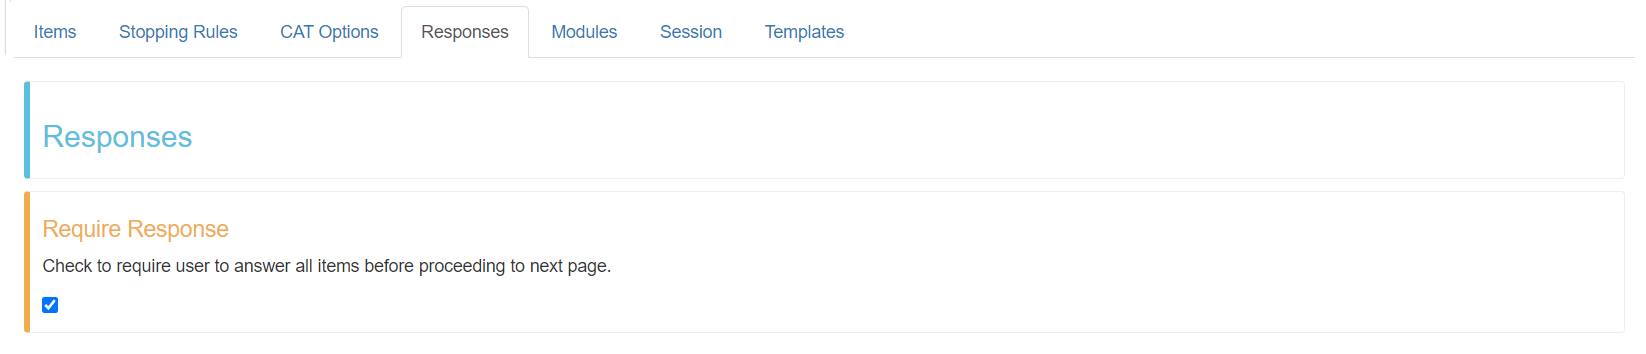 Items Stopping Rules CAT Options Responses Modules Session Templates
Responses
Require Response
Check to require user to answer all items before proceeding to next page.